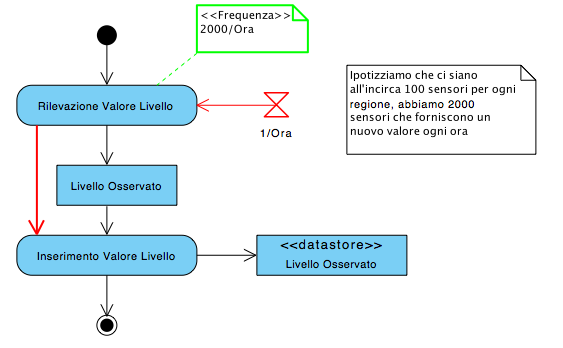 <<Frequenza>>
2000/Ora
Rilevazione Valore Livello
1/Ora
Ipotizziamo che ci siano
all'incirca 100 sensori per ogni
regione, abbiamo 2000
sensori che forniscono un
nuovo valore ogni ora
Livello Osservato
Inserimento Valore Livello
<<datastore>>
Livello Osservato